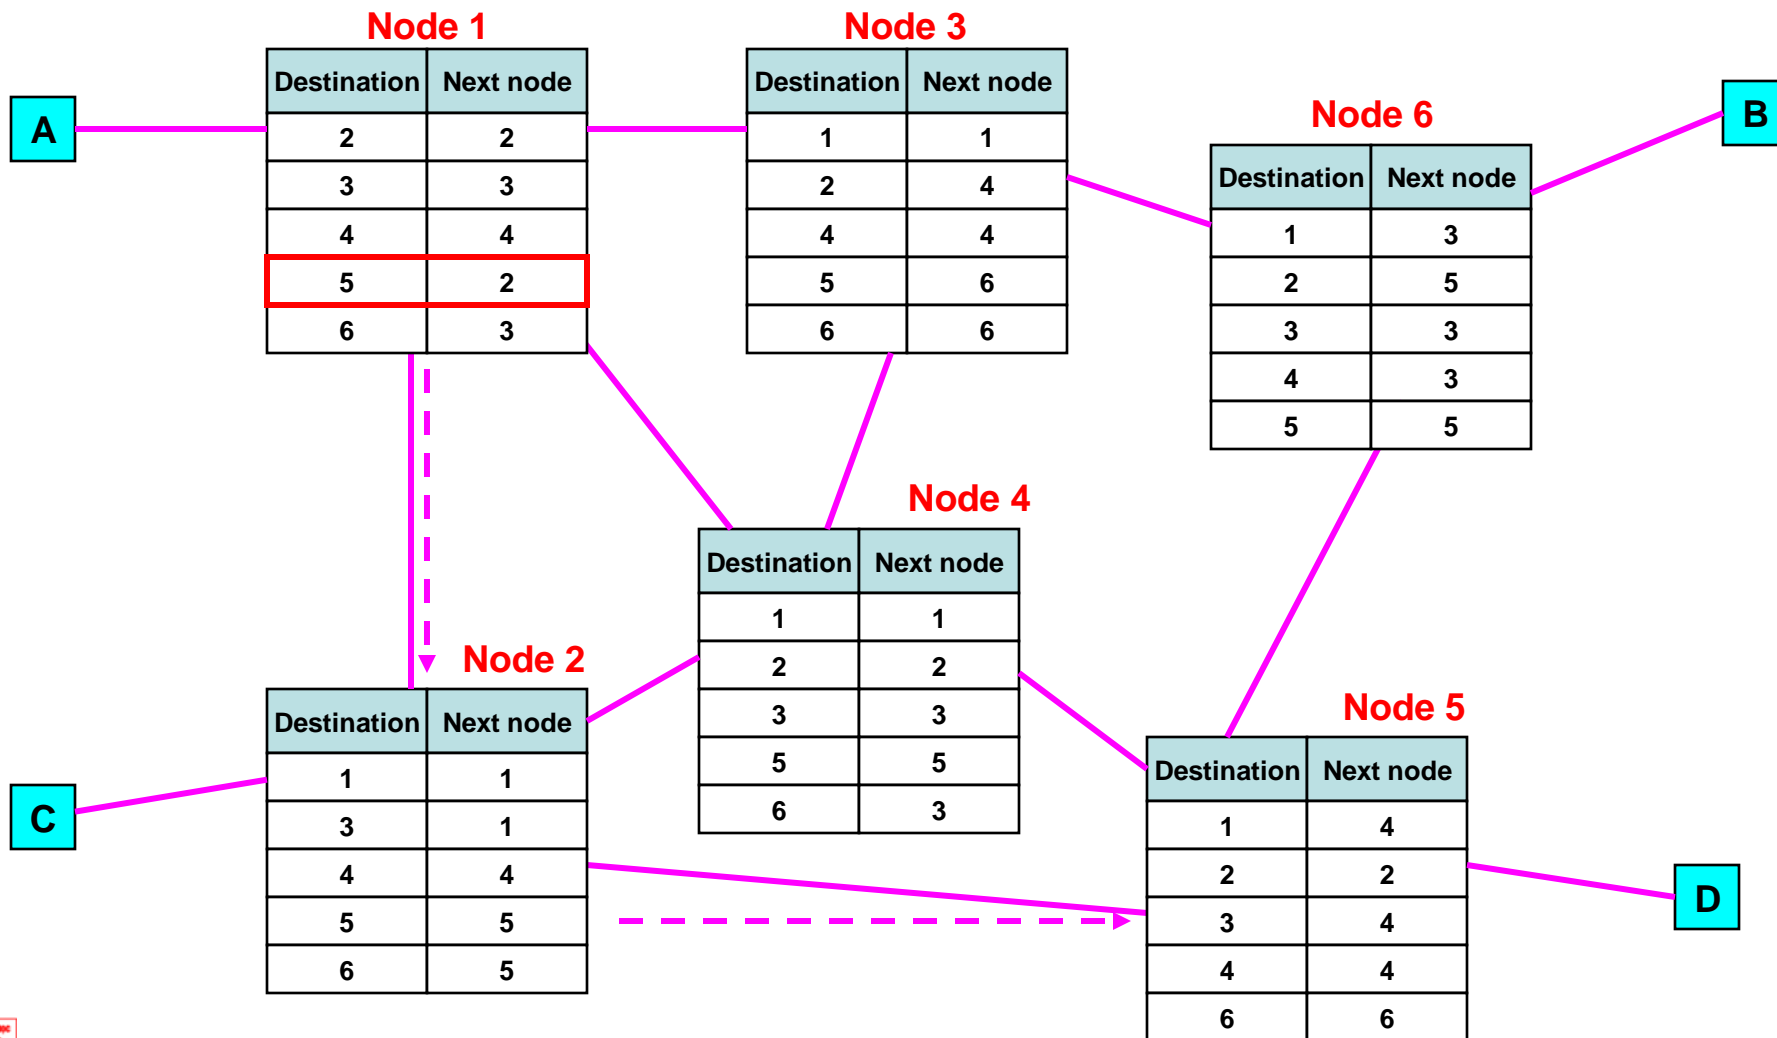 Node 1
Destination Next node
2 2
3 3
4 4
5 2
6 3
Node 3
Destination Next node
1 1
2 4
4 4
5 6
6 6
Node 6
Destination Next node
1 3
2 5
3 3
4 3
5 5
A
B
Node 4
Destination Next node
1 1
2 2
3 3
5 5
6 3
Node 2
Destination Next node
1 1
3 1
4 4
5 5
6 5
Node 5
Destination Next node
1 4
2 2
3 4
4 4
6 6
C
D